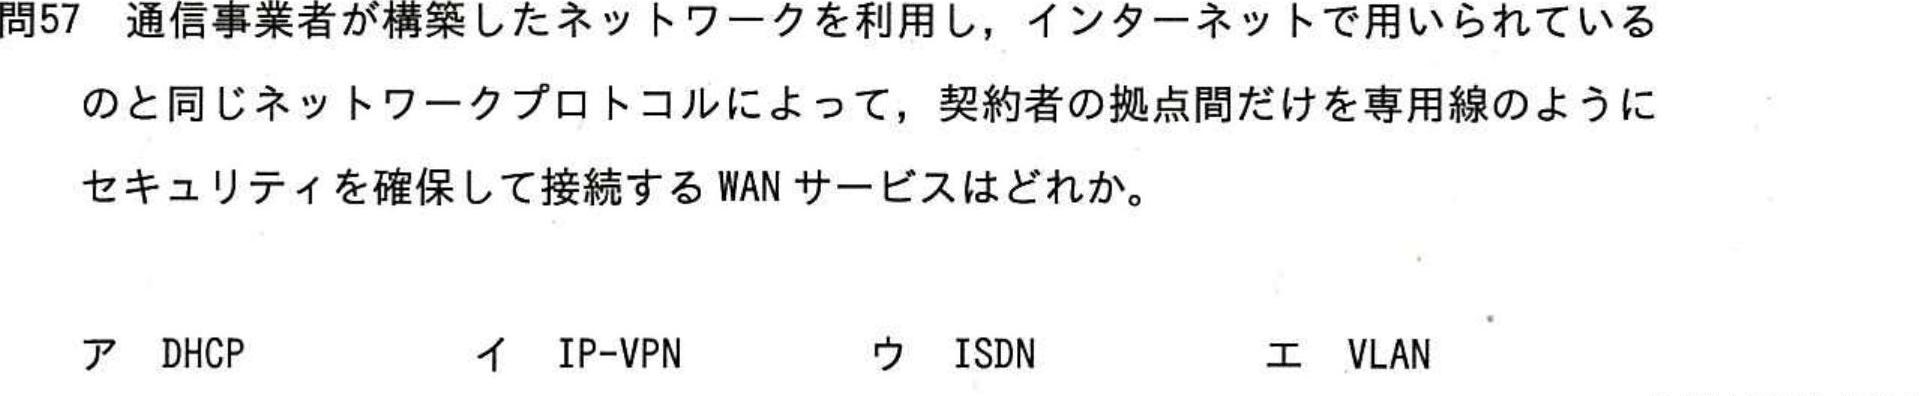 問57 通信事業者が構築したネットワークを利用し，インターネットで用いられている
のと同じネットワークプロトコルによって，契約者の拠点間だけを専用線のように
セキュリティを確保して接続する WAN サービスはどれか。
ア DHCP イ IP-VPN ウ ISDN エ VLAN